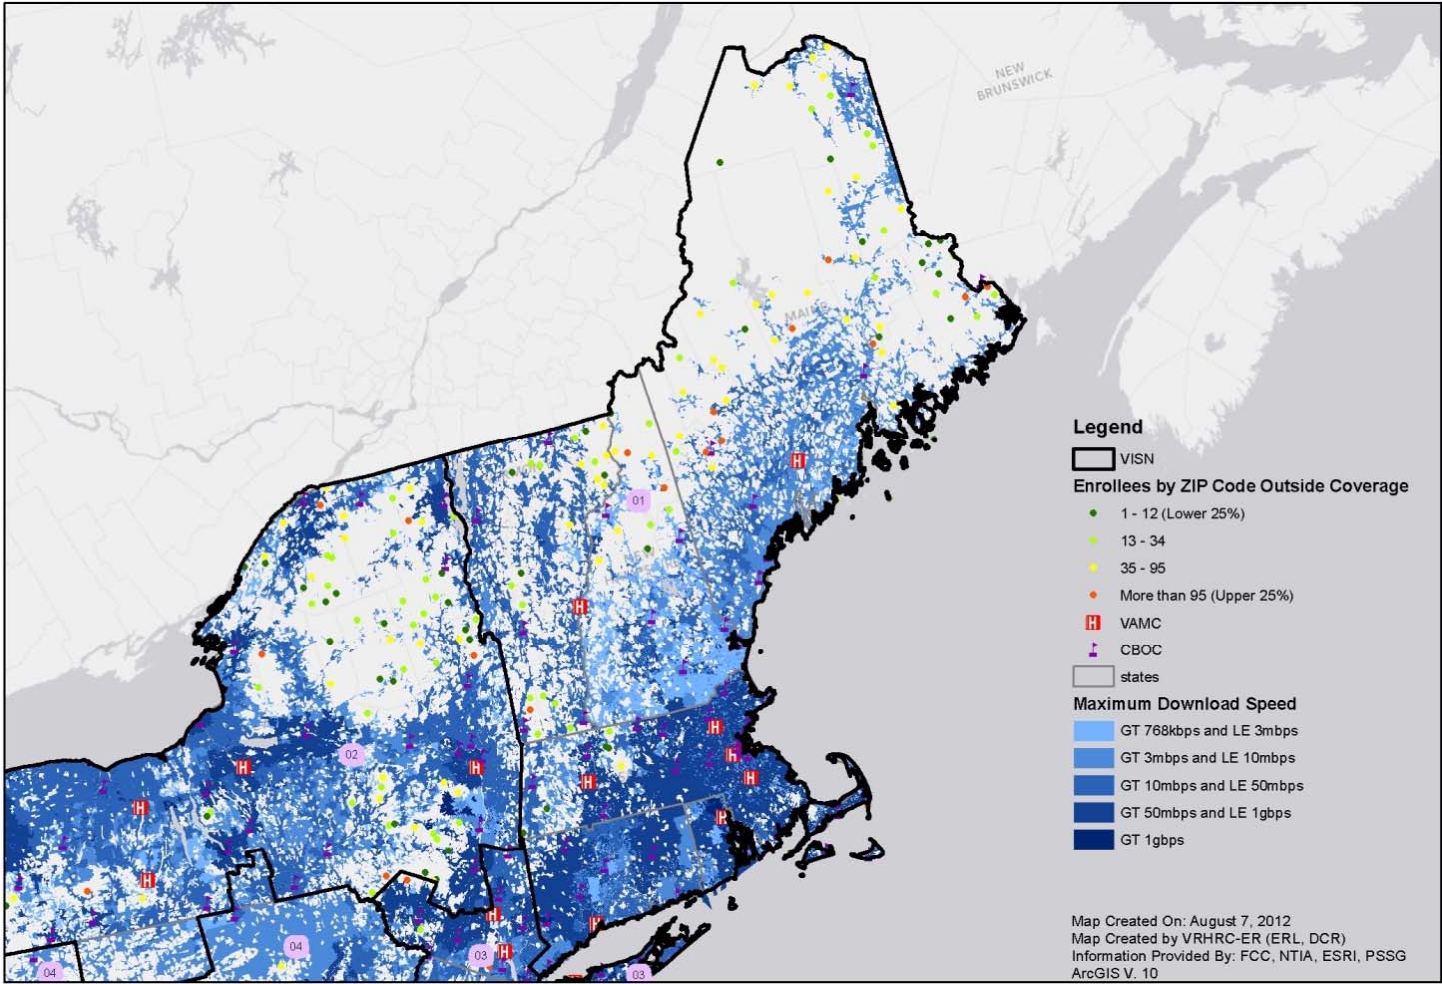 NEW
BRUNSWICK
MAINE
01
02
04
03
04
03
Legend
VISN
Enrollees by ZIP Code Outside Coverage
1 - 12 (Lower 25%)
13 - 34
35 - 95
More than 95 (Upper 25%)
VAMC
CBOC
states
Maximum Download Speed
GT 768kbps and LE 3mbps
GT 3mbps and LE 10mbps
GT 10mbps and LE 50mbps
GT 50mbps and LE 1gbps
GT 1gbps
Map Created On: August 7, 2012
Map Created by VRHRC-ER (ERL, DCR)
Information Provided By: FCC, NTIA, ESRI, PSSG
ArcGIS V. 10